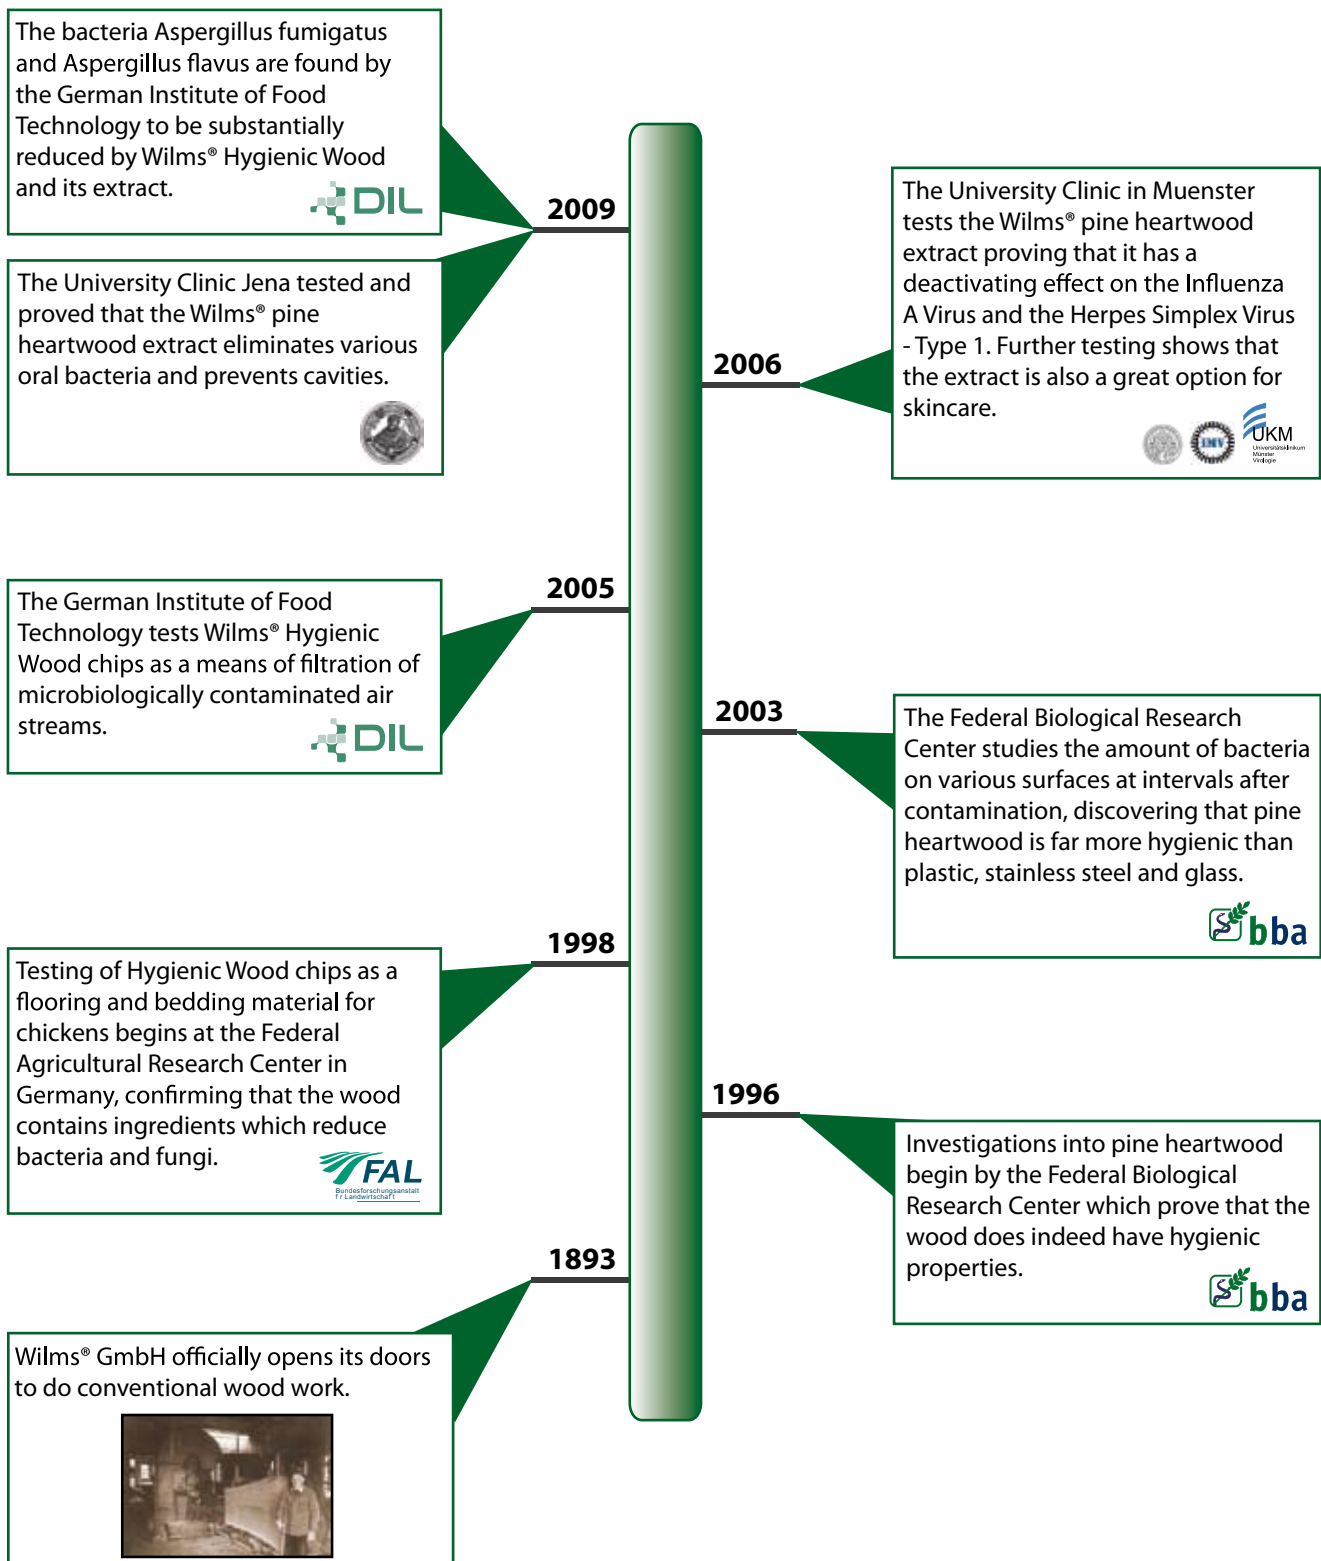 The bacteria Aspergillus fumigatus
and Aspergillus flavus are found by
the German Institute of Food
Technology to be substantially
reduced by Wilms® Hygienic Wood
and its extract.
DIL
2009
The University Clinic Jena tested and
proved that the Wilms® pine
heartwood extract eliminates various
oral bacteria and prevents cavities.
The University Clinic in Muenster
tests the Wilms® pine heartwood
extract proving that it has a
deactivating effect on the Influenza
A Virus and the Herpes Simplex Virus
- Type 1. Further testing shows that
the extract is also a great option for
skincare.
UKM
Universitätsklinikum
Münster
Virologie
2006
2005
The German Institute of Food
Technology tests Wilms® Hygienic
Wood chips as a means of filtration of
microbiologically contaminated air
streams.
DIL
2003
The Federal Biological Research
Center studies the amount of bacteria
on various surfaces at intervals after
contamination, discovering that pine
heartwood is far more hygienic than
plastic, stainless steel and glass.
bba
1998
Testing of Hygienic Wood chips as a
flooring and bedding material for
chickens begins at the Federal
Agricultural Research Center in
Germany, confirming that the wood
contains ingredients which reduce
bacteria and fungi.
FAL
Bundesforschungsanstalt
f r Landwirtschaft
1996
Investigations into pine heartwood
begin by the Federal Biological
Research Center which prove that the
wood does indeed have hygienic
properties.
bba
1893
Wilms® GmbH officially opens its doors
to do conventional wood work.